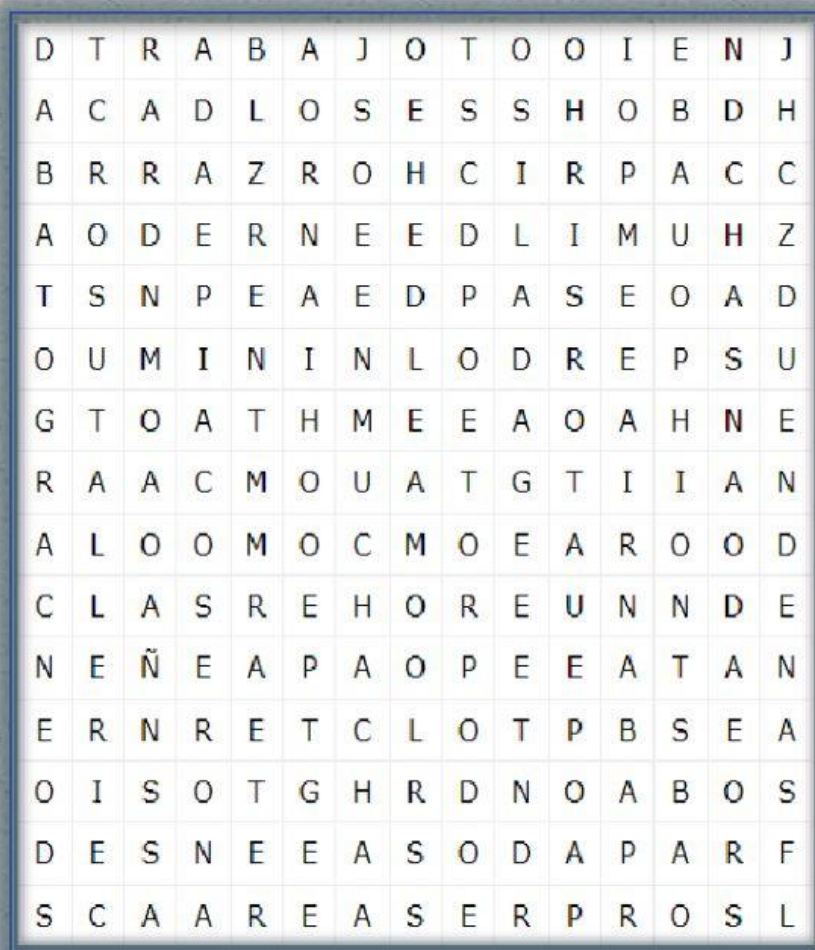 D T R A B A J O T O O I E N J
A C A D L O S E S S H O B D H
B R R A Z R O H C I R P A C C
A O D E R N E E D L I M U H Z
T S N P E A E D P A S E O A D
O U M I N I N L O D R E P S U
G T O A T H M E E A O A H N E
R A A C M O U A T G T I I A N
A L O O M O C M O E A R O O D
C L A S R E H O R E U N N D E
N E Ñ E A P A O P E E A T A N
E R N R E T C L O T P B S E A
O I S O T G H R D N O A B O S
D E S N E E A S O D A P A R F
S C A A R E A S E R P R O S L